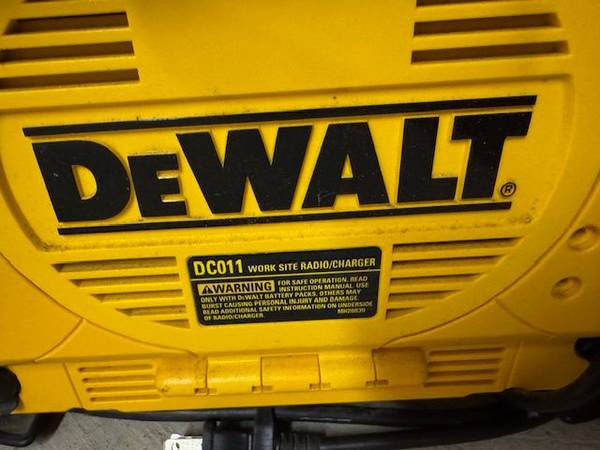 DeWALT®
DC011 WORK SITE RADIO/CHARGER
WARNING FOR SAFE OPERATION, READ
INSTRUCTION MANUAL. USE
ONLY WITH DeWALT BATTERY PACKS. OTHERS MAY
BURST CAUSING PERSONAL INJURY AND DAMAGE.
READ ADDITIONAL SAFETY INFORMATION ON UNDERSIDE
OF RADIO/CHARGER.